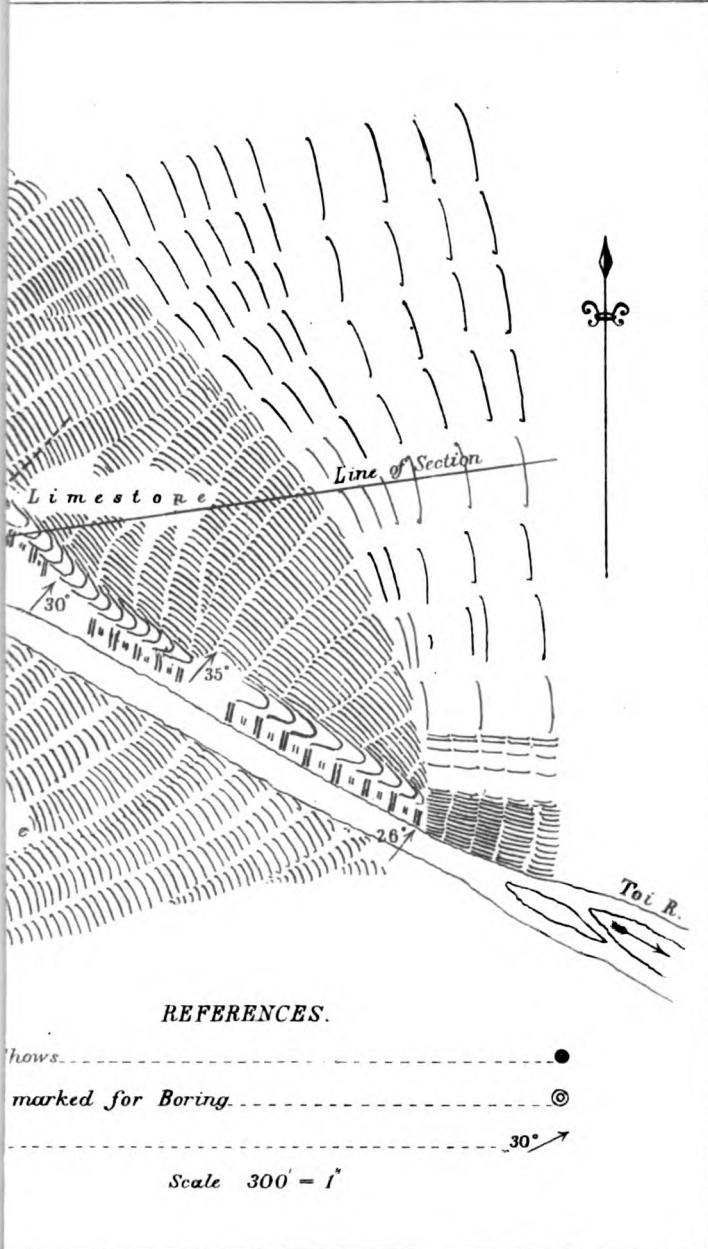 Line of Section
Limestone
30°
35°
26°
e
Toi R.
REFERENCES.
hows
marked for Boring
30°
Scale 300' = 1"